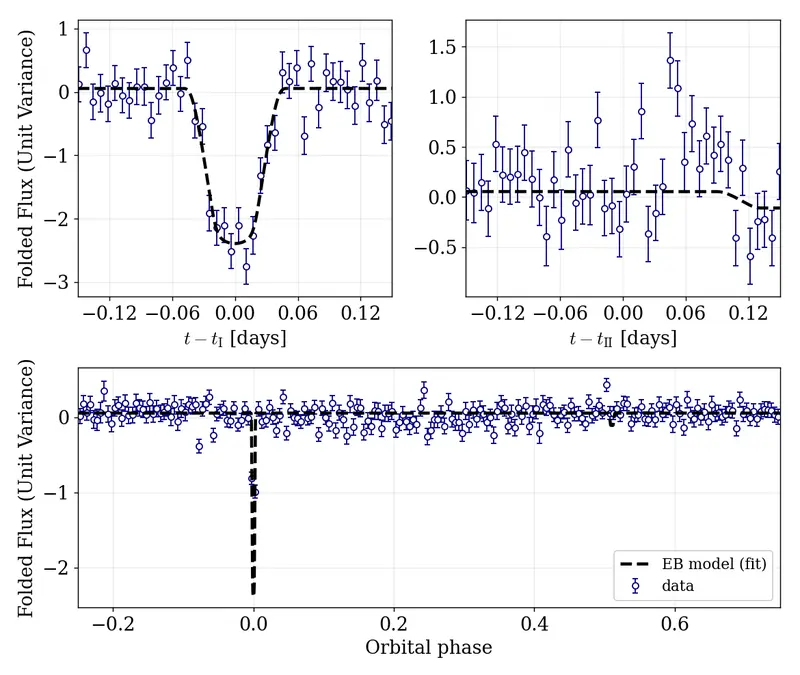 Folded Flux (Unit Variance)
1
0
−1
−2
−3
−0.12 −0.06 0.00 0.06 0.12
t − tI [days]
1.5
1.0
0.5
0.0
−0.5
−0.12 −0.06 0.00 0.06 0.12
t − tII [days]
Folded Flux (Unit Variance)
0
−1
−2
−0.2 0.0 0.2 0.4 0.6
Orbital phase
EB model (fit)
data